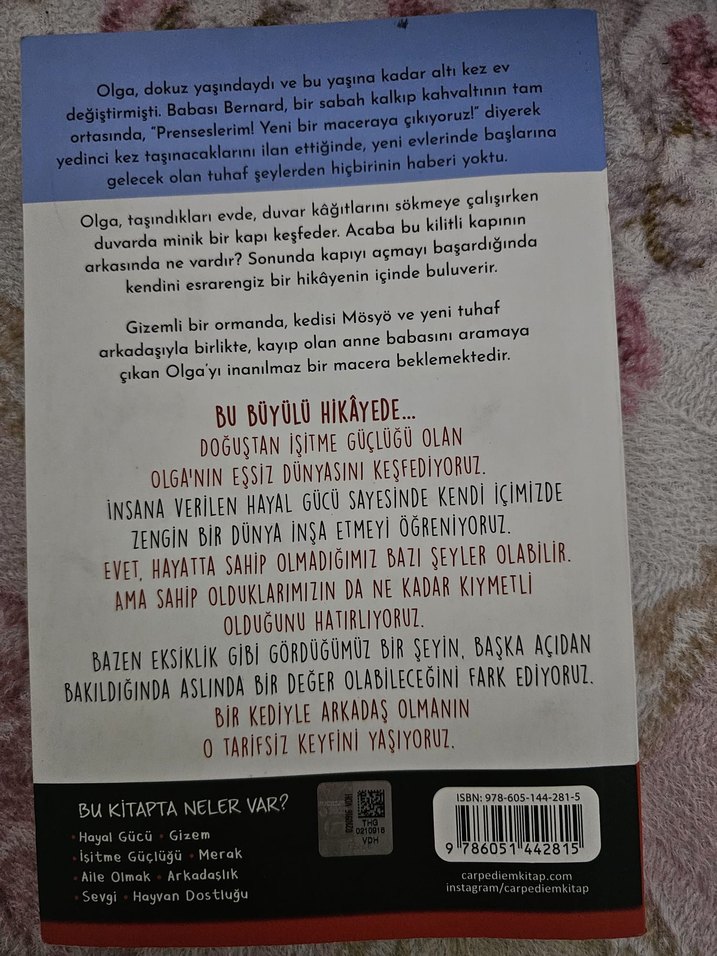 Olga, dokuz yaşındaydı ve bu yaşına kadar altı kez ev
değiştirmişti. Babası Bernard, bir sabah kalkıp kahvaltının tam
ortasında, "Prenseslerim! Yeni bir maceraya çıkıyoruz!" diyerek
yedinci kez taşınacaklarını ilan ettiğinde, yeni evlerinde başlarına
gelecek olan tuhaf şeylerden hiçbirinin haberi yoktu.
Olga, taşındıkları evde, duvar kâğıtlarını sökmeye çalışırken
duvarda minik bir kapı keşfeder. Acaba bu kilitli kapının
arkasında ne vardır? Sonunda kapıyı açmayı başardığında
kendini esrarengiz bir hikâyenin içinde buluverir.
Gizemli bir ormanda, kedisi Mösyö ve yeni tuhaf
arkadaşıyla birlikte, kayıp olan anne babasını aramaya
çıkan Olga'yı inanılmaz bir macera beklemektedir.
BU BÜYÜLÜ HİKÂYEDE...
DOĞUŞTAN İŞİTME GÜÇLÜĞÜ OLAN
OLGA'NIN EŞSİZ DÜNYASINI KEŞFEDİYORUZ.
İNSANA VERİLEN HAYAL GÜCÜ SAYESİNDE KENDİ İÇİMİZDE
ZENGİN BİR DÜNYA İNŞA ETMEYİ ÖĞRENİYORUZ.
EVET, HAYATTA SAHİP OLMADIĞIMIZ BAZI ŞEYLER OLABİLİR.
AMA SAHİP OLDUKLARIMIZIN DA NE KADAR KIYMETLİ
OLDUĞUNU HATIRLIYORUZ.
BAZEN EKSİKLİK GİBİ GÖRDÜĞÜMÜZ BİR ŞEYİN, BAŞKA AÇIDAN
BAKILDIĞINDA ASLINDA BİR DEĞER OLABİLECEĞİNİ FARK EDİYORUZ.
BİR KEDİYLE ARKADAŞ OLMANIN
O TARİFSİZ KEYFİNİ YAŞIYORUZ.
BU KİTAPTA NELER VAR?
• Hayal Gücü • Gizem
• İşitme Güçlüğü • Merak
• Aile Olmak • Arkadaşlık
• Sevgi • Hayvan Dostluğu
THG
0210916
VDH
ISBN: 978-605-144-281-5
9 786051 442815
carpediemkitap.com
instagram/carpediemkitap